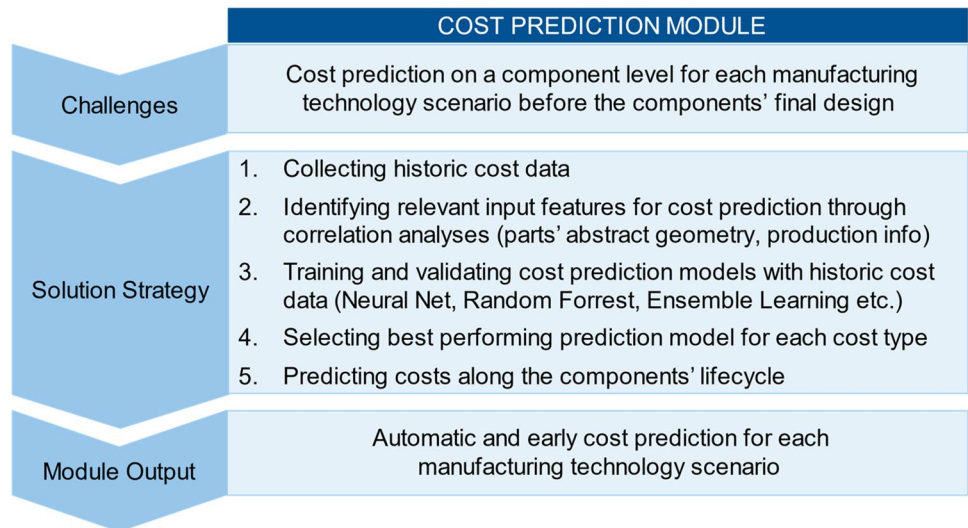 COST PREDICTION MODULE
Challenges
Cost prediction on a component level for each manufacturing
technology scenario before the components’ final design
Solution Strategy
1. Collecting historic cost data
2. Identifying relevant input features for cost prediction through
correlation analyses (parts’ abstract geometry, production info)
3. Training and validating cost prediction models with historic cost
data (Neural Net, Random Forrest, Ensemble Learning etc.)
4. Selecting best performing prediction model for each cost type
5. Predicting costs along the components’ lifecycle
Module Output
Automatic and early cost prediction for each
manufacturing technology scenario